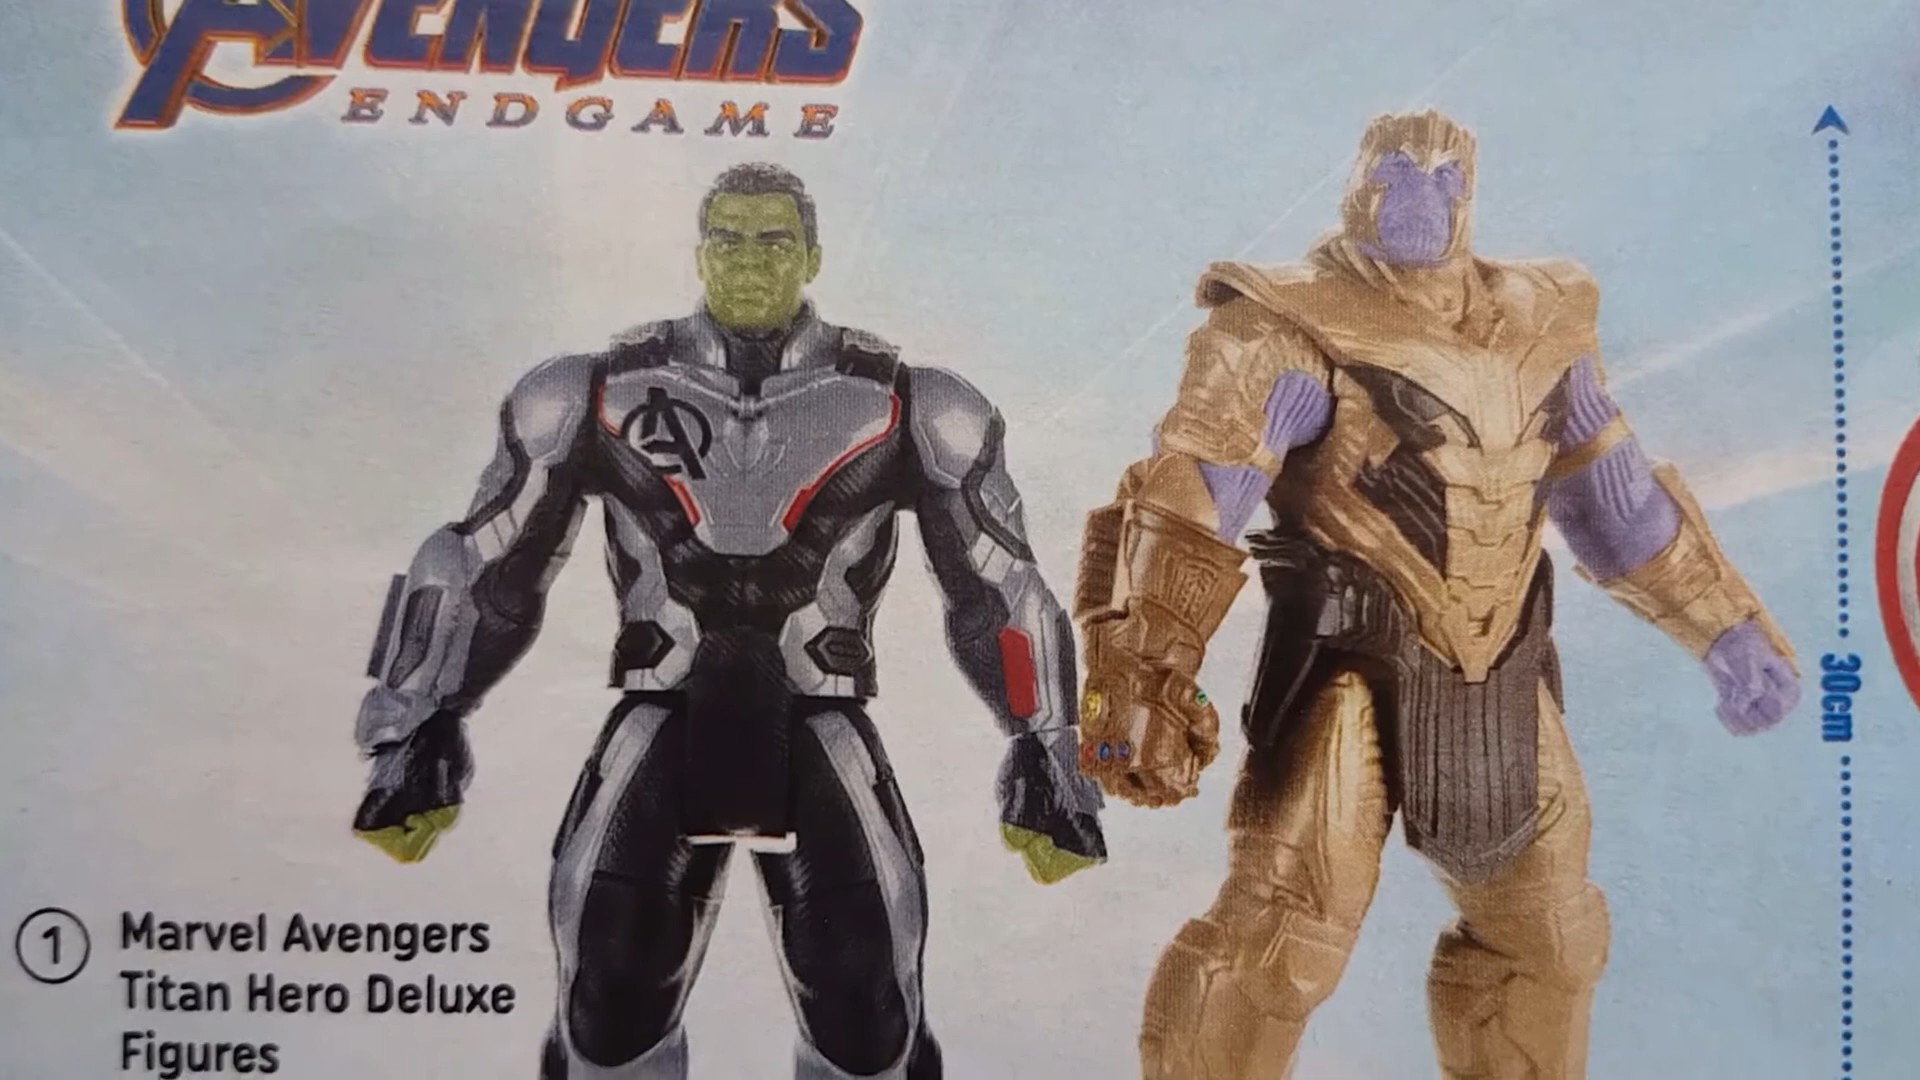 AVENGERS
ENDGAME
30cm
1 Marvel Avengers
Titan Hero Deluxe
Figures